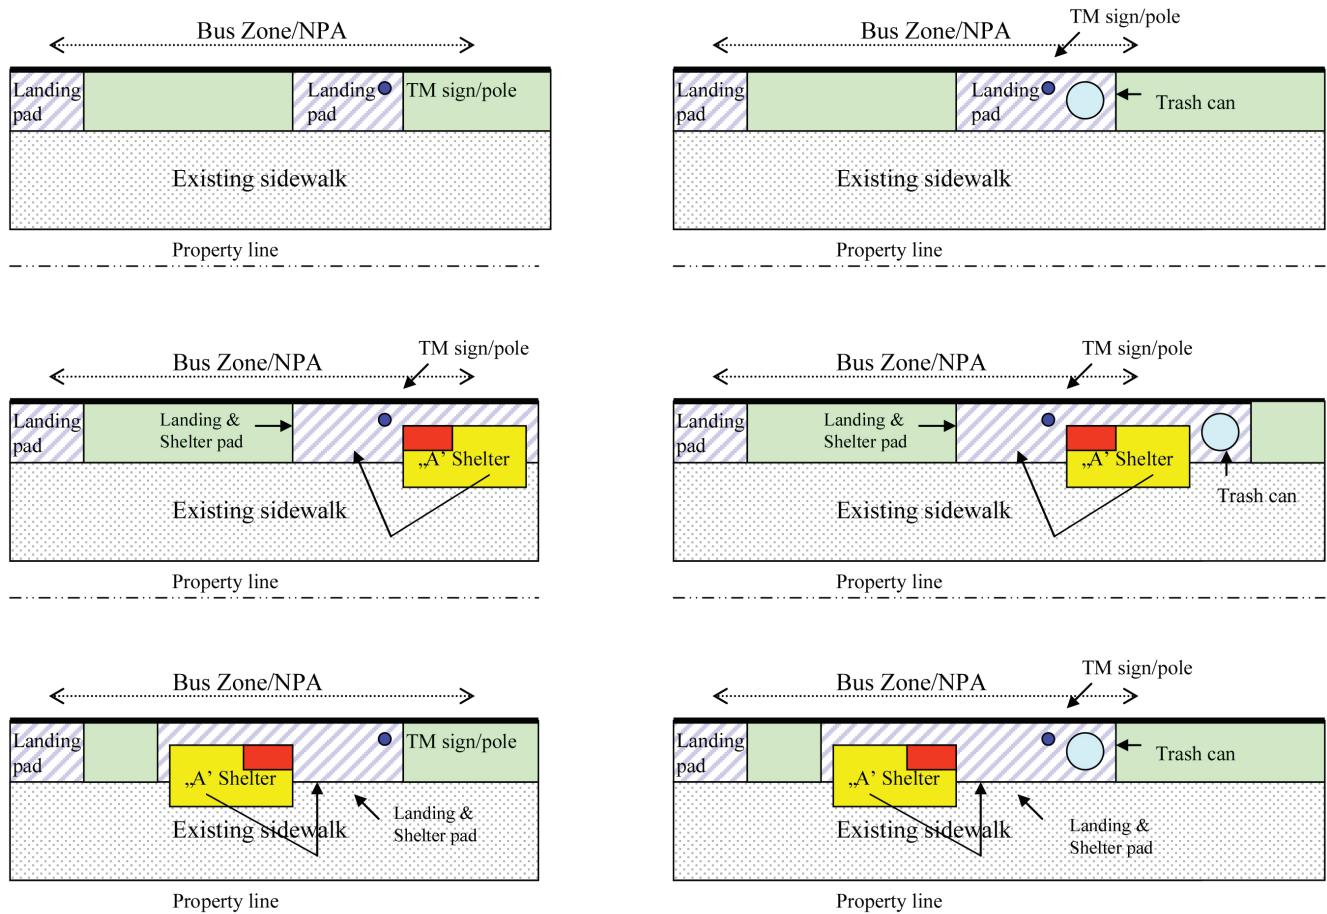 Bus Zone/NPA
Landing
pad
Landing
pad
TM sign/pole
Existing sidewalk
Property line
TM sign/pole
Bus Zone/NPA
Landing
pad
Landing
pad
Trash can
Existing sidewalk
Property line
TM sign/pole
Bus Zone/NPA
Landing
pad
Landing &
Shelter pad
„A’ Shelter
Existing sidewalk
Property line
TM sign/pole
Bus Zone/NPA
Landing
pad
Landing &
Shelter pad
„A’ Shelter
Trash can
Existing sidewalk
Property line
Bus Zone/NPA
Landing
pad
TM sign/pole
„A’ Shelter
Landing &
Shelter pad
Existing sidewalk
Property line
TM sign/pole
Bus Zone/NPA
Landing
pad
Trash can
„A’ Shelter
Landing &
Shelter pad
Existing sidewalk
Property line